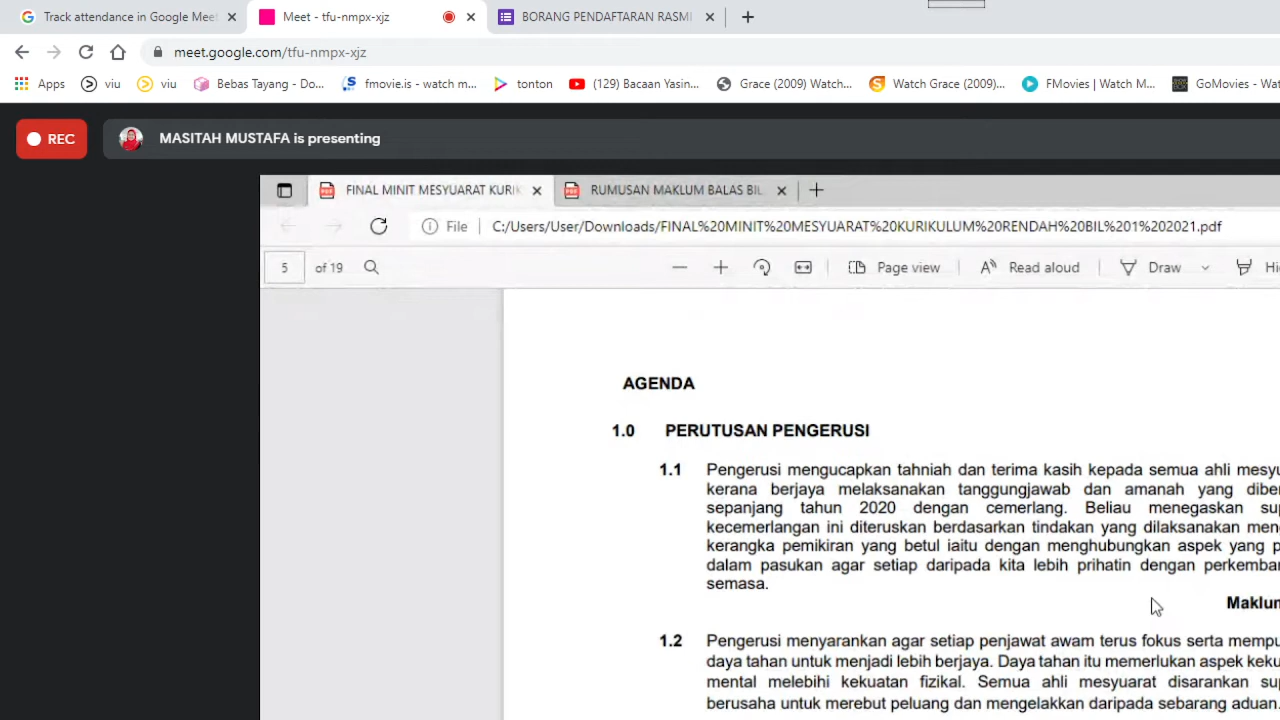 Track attendance in Google Meet
Meet - tfu-nmpx-xjz
BORANG PENDAFTARAN RASMI
meet.google.com/tfu-nmpx-xjz
Apps
viu
viu
Bebas Tayang - Do...
fmovie.is - watch m...
tonton
(129) Bacaan Yasin...
Grace (2009) Watch...
Watch Grace (2009)...
FMovies | Watch M...
GoMovies - Wat
REC
MASITAH MUSTAFA is presenting
FINAL MINIT MESYUARAT KURIK
RUMUSAN MAKLUM BALAS BIL
File
C:/Users/User/Downloads/FINAL%20MINIT%20MESYUARAT%20KURIKULUM%20RENDAH%20BIL%201%202021.pdf
5 of 19
Page view
Read aloud
Draw
Hi
AGENDA
1.0 PERUTUSAN PENGERUSI
1.1 Pengerusi mengucapkan tahniah dan terima kasih kepada semua ahli mesyu
kerana berjaya melaksanakan tanggungjawab dan amanah yang diber
sepanjang tahun 2020 dengan cemerlang. Beliau menegaskan sup
kecemerlangan ini diteruskan berdasarkan tindakan yang dilaksanakan meng
kerangka pemikiran yang betul iaitu dengan menghubungkan aspek yang p
dalam pasukan agar setiap daripada kita lebih prihatin dengan perkembar
semasa.
Maklum
1.2 Pengerusi menyarankan agar setiap penjawat awam terus fokus serta mempu
daya tahan untuk menjadi lebih berjaya. Daya tahan itu memerlukan aspek keku
mental melebihi kekuatan fizikal. Semua ahli mesyuarat disarankan sup
berusaha untuk merebut peluang dan mengelakkan daripada sebarang aduan.